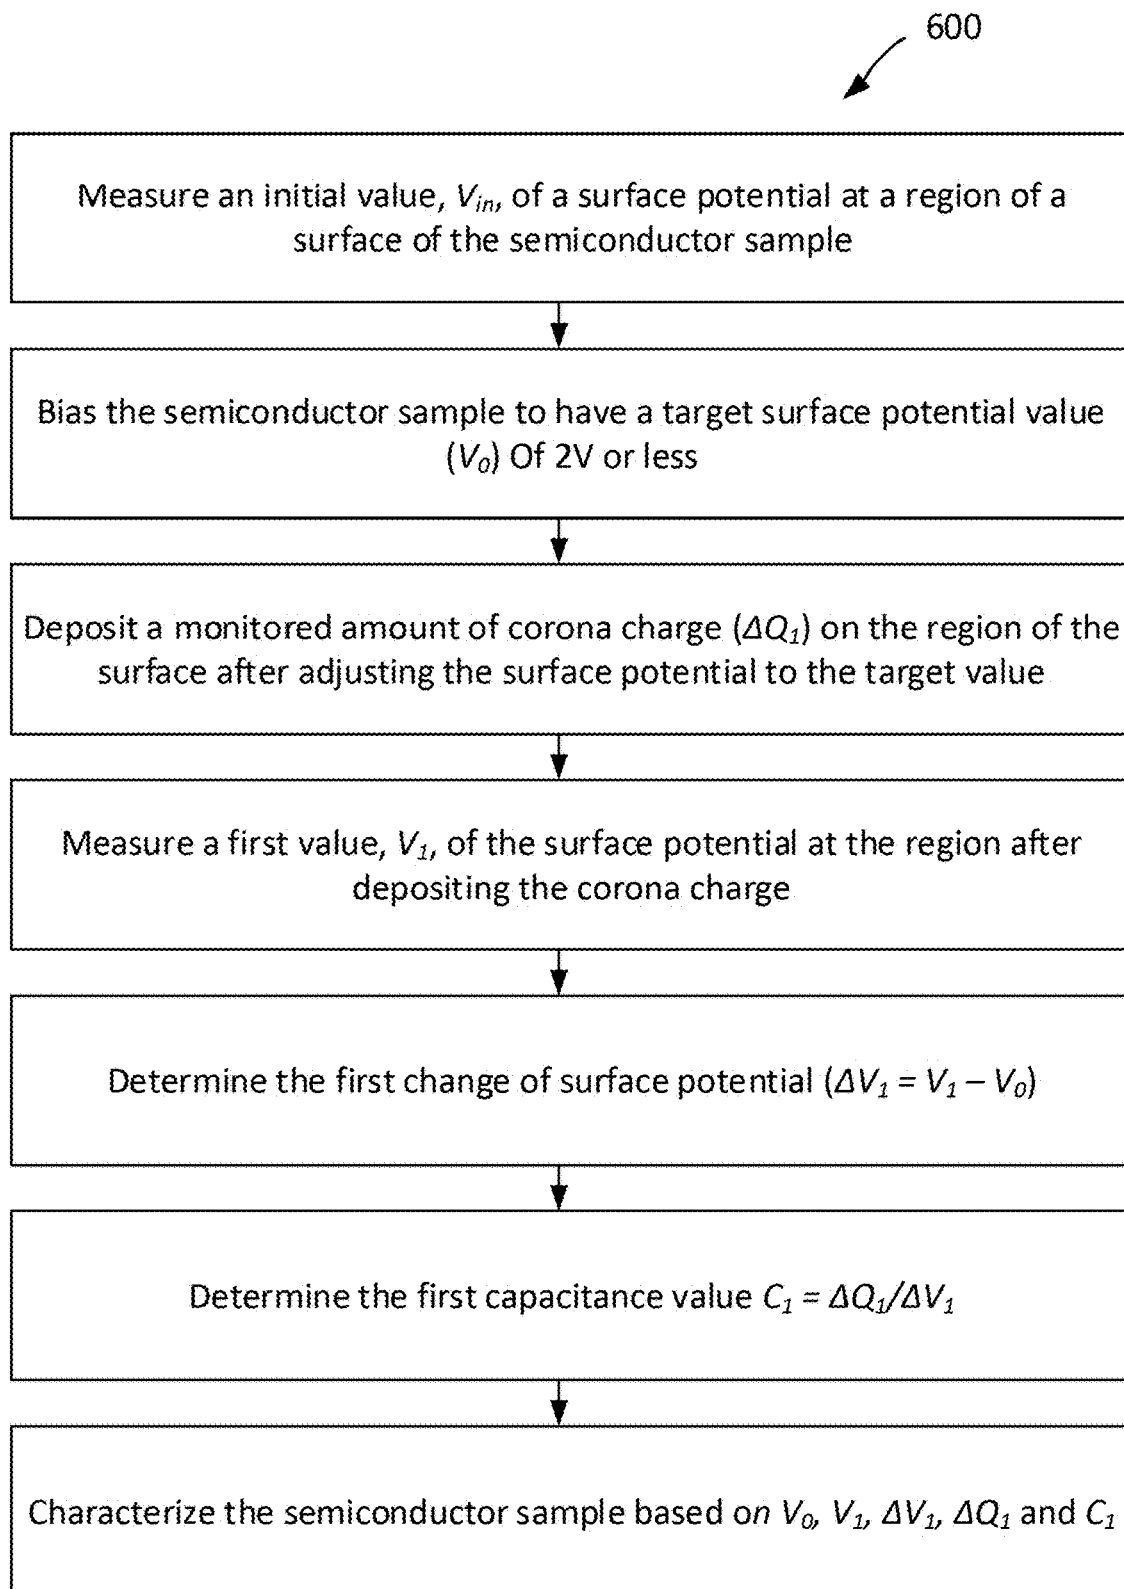 600
Measure an initial value, Vin, of a surface potential at a region of a
surface of the semiconductor sample
Bias the semiconductor sample to have a target surface potential value
(V0) Of 2V or less
Deposit a monitored amount of corona charge (ΔQ1) on the region of the
surface after adjusting the surface potential to the target value
Measure a first value, V1, of the surface potential at the region after
depositing the corona charge
Determine the first change of surface potential (ΔV1 = V1 – V0)
Determine the first capacitance value C1 = ΔQ1/ΔV1
Characterize the semiconductor sample based on V0, V1, ΔV1, ΔQ1 and C1